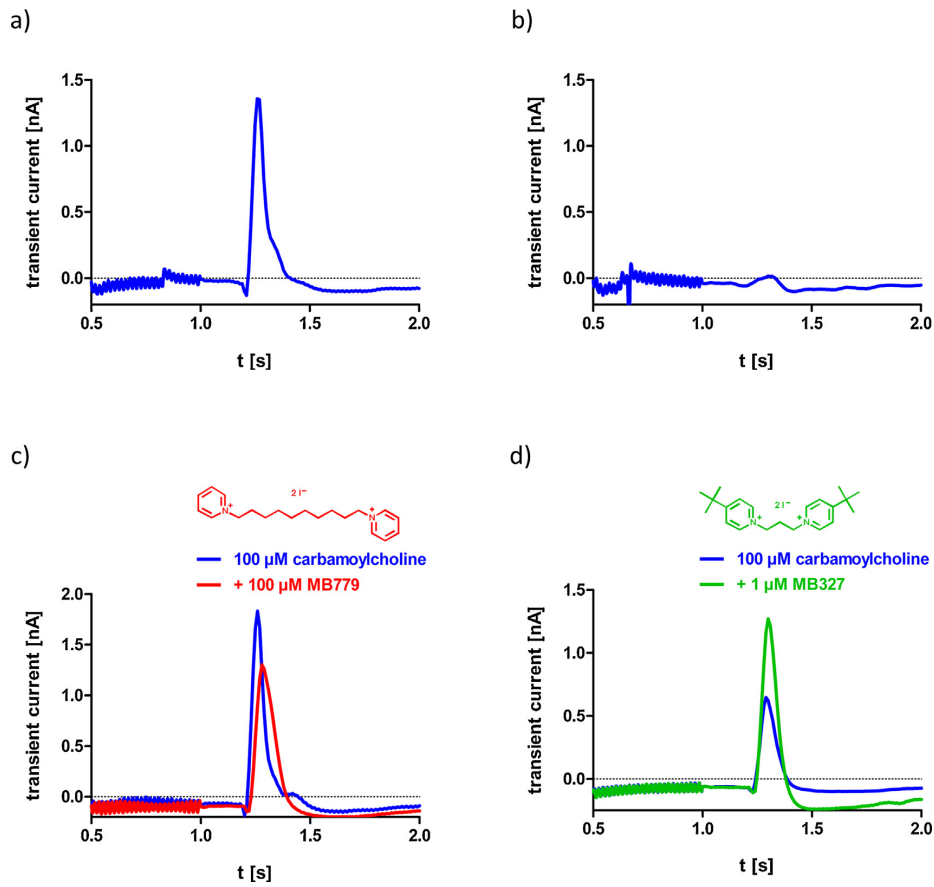 a)
transient current [nA]
1.5
1.0
0.5
0.0
0.5
1.0
1.5
2.0
t [s]
b)
transient current [nA]
1.5
1.0
0.5
0.0
0.5
1.0
1.5
2.0
t [s]
c)
2 I⁻
N⁺
N⁺
100 µM carbamoylcholine
+ 100 µM MB779
transient current [nA]
2.0
1.5
1.0
0.5
0.0
0.5
1.0
1.5
2.0
t [s]
d)
2 I⁻
N⁺
N⁺
100 µM carbamoylcholine
+ 1 µM MB327
transient current [nA]
1.5
1.0
0.5
0.0
0.5
1.0
1.5
2.0
t [s]